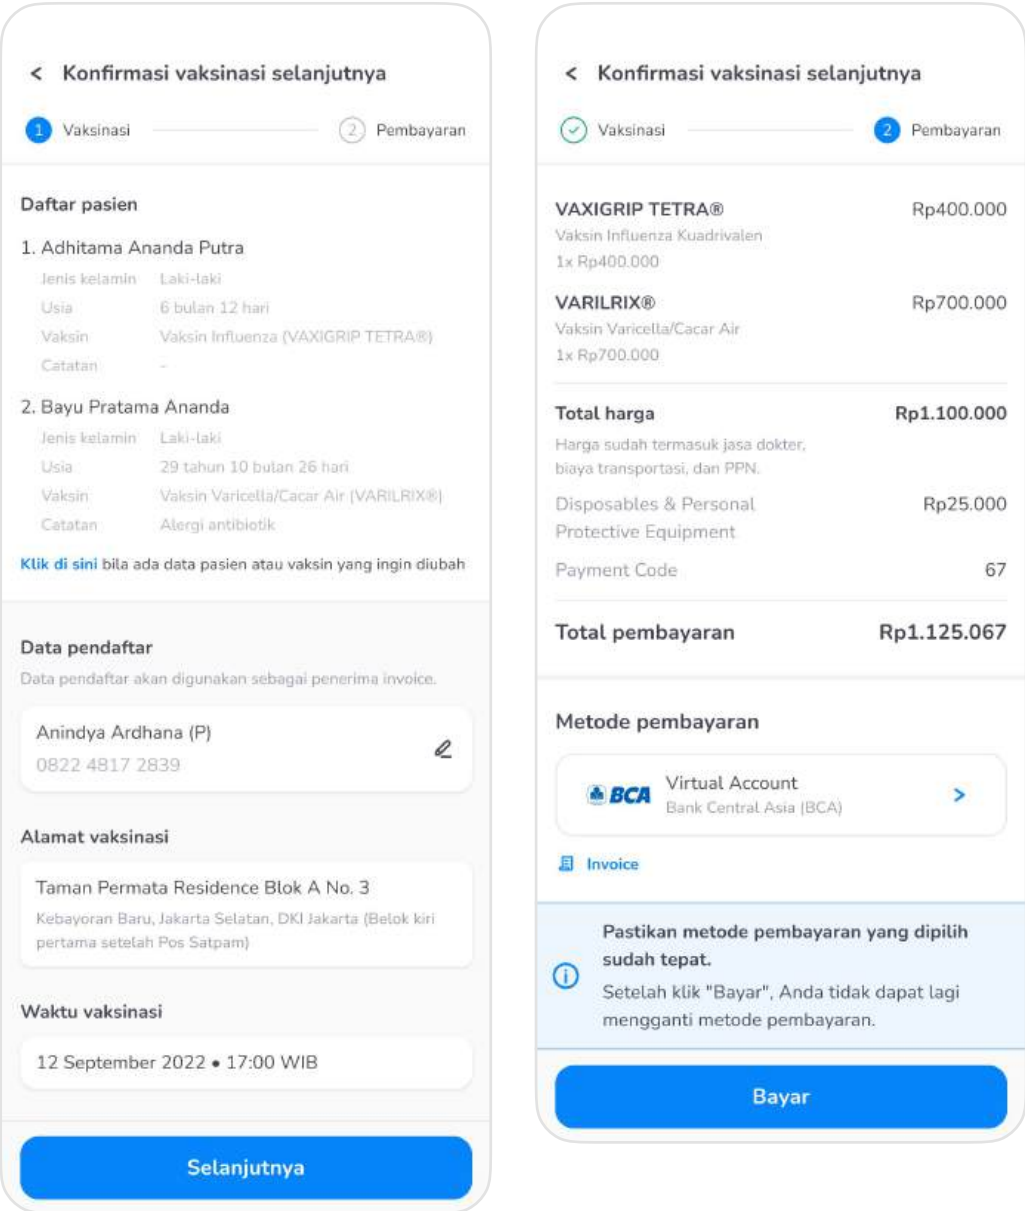 Konfirmasi vaksinasi selanjutnya
1 Vaksinasi 2 Pembayaran
Daftar pasien
1. Adhitama Ananda Putra
Jenis kelamin Laki-laki
Usia 6 bulan 12 hari
Vaksin Vaksin Influenza (VAXIGRIP TETRA®)
Catatan -
2. Bayu Pratama Ananda
Jenis kelamin Laki-laki
Usia 29 tahun 10 bulan 26 hari
Vaksin Vaksin Varicella/Cacar Air (VARILRIX®)
Catatan Alergi antibiotik
Klik di sini bila ada data pasien atau vaksin yang ingin diubah
Data pendaftar
Data pendaftar akan digunakan sebagai penerima invoice.
Anindya Ardhana (P)
0822 4817 2839
Alamat vaksinasi
Taman Permata Residence Blok A No. 3
Kebayoran Baru, Jakarta Selatan, DKI Jakarta (Belok kiri
pertama setelah Pos Satpam)
Waktu vaksinasi
12 September 2022 • 17:00 WIB
Selanjutnya
Konfirmasi vaksinasi selanjutnya
Vaksinasi 2 Pembayaran
VAXIGRIP TETRA® Rp400.000
Vaksin Influenza Kuadrivalen
1x Rp400.000
VARILRIX® Rp700.000
Vaksin Varicella/Cacar Air
1x Rp700.000
Total harga Rp1.100.000
Harga sudah termasuk jasa dokter,
biaya transportasi, dan PPN.
Disposables & Personal Rp25.000
Protective Equipment
Payment Code 67
Total pembayaran Rp1.125.067
Metode pembayaran
BCA Virtual Account
Bank Central Asia (BCA)
Invoice
Pastikan metode pembayaran yang dipilih
sudah tepat.
Setelah klik "Bayar", Anda tidak dapat lagi
mengganti metode pembayaran.
Bayar